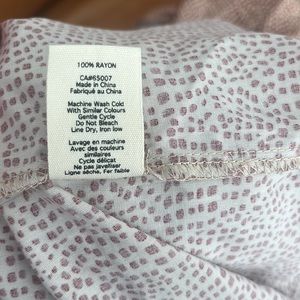 100% RAYON
CA#65007
Made in China
Fabriqué au China
Machine Wash Cold
With Similar Colours
Gentle Cycle
Do Not Bleach
Line Dry, Iron low
Lavage en machine
Avec des couleurs
similaires
Cycle délicat
Ne pas javelliser
Ligne sèche, Fer faible